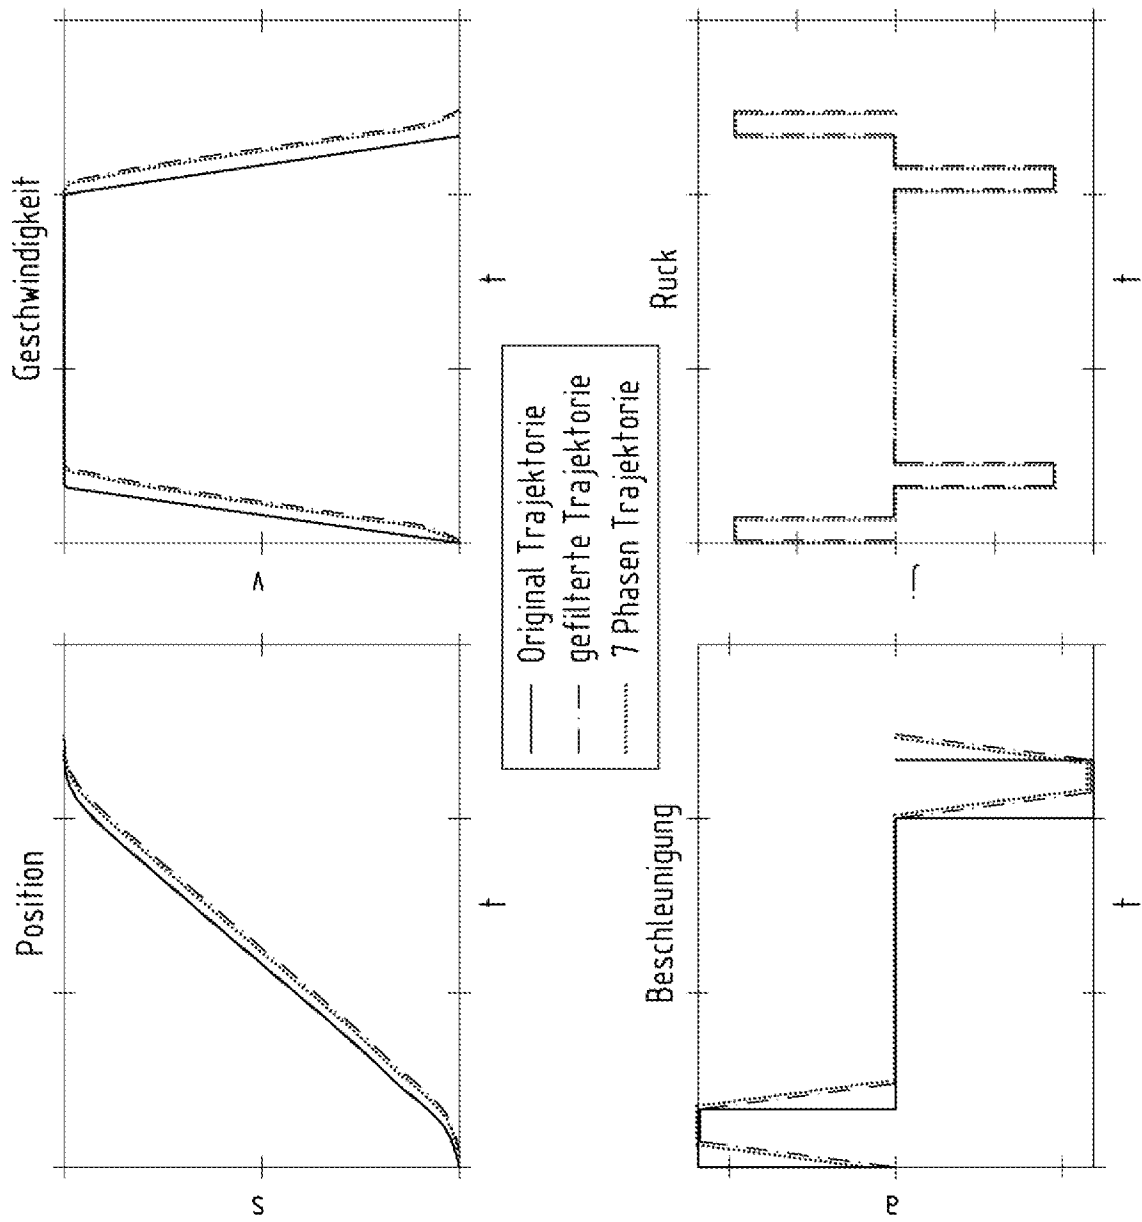 Position
s
t
Geschwindigkeit
v
t
Original Trajektorie
gefilterte Trajektorie
7 Phasen Trajektorie
Beschleunigung
a
t
Ruck
j
t